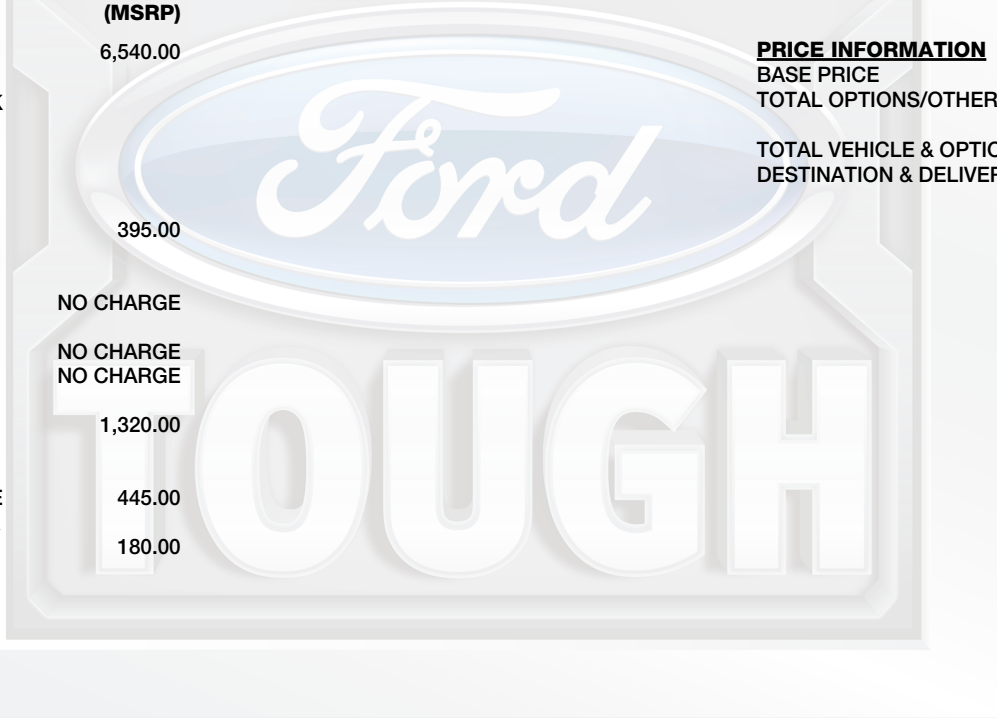 (MSRP)
6,540.00
395.00
NO CHARGE
NO CHARGE
NO CHARGE
1,320.00
445.00
180.00
PRICE INFORMATION
BASE PRICE
TOTAL OPTIONS/OTHER
TOTAL VEHICLE & OPTIO
DESTINATION & DELIVER
Ford
TOUGH